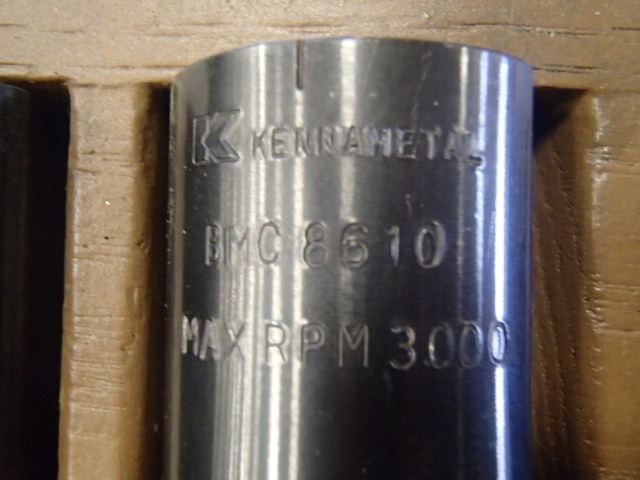 K KENNAMETAL
BMC 8610
MAX RPM 3000